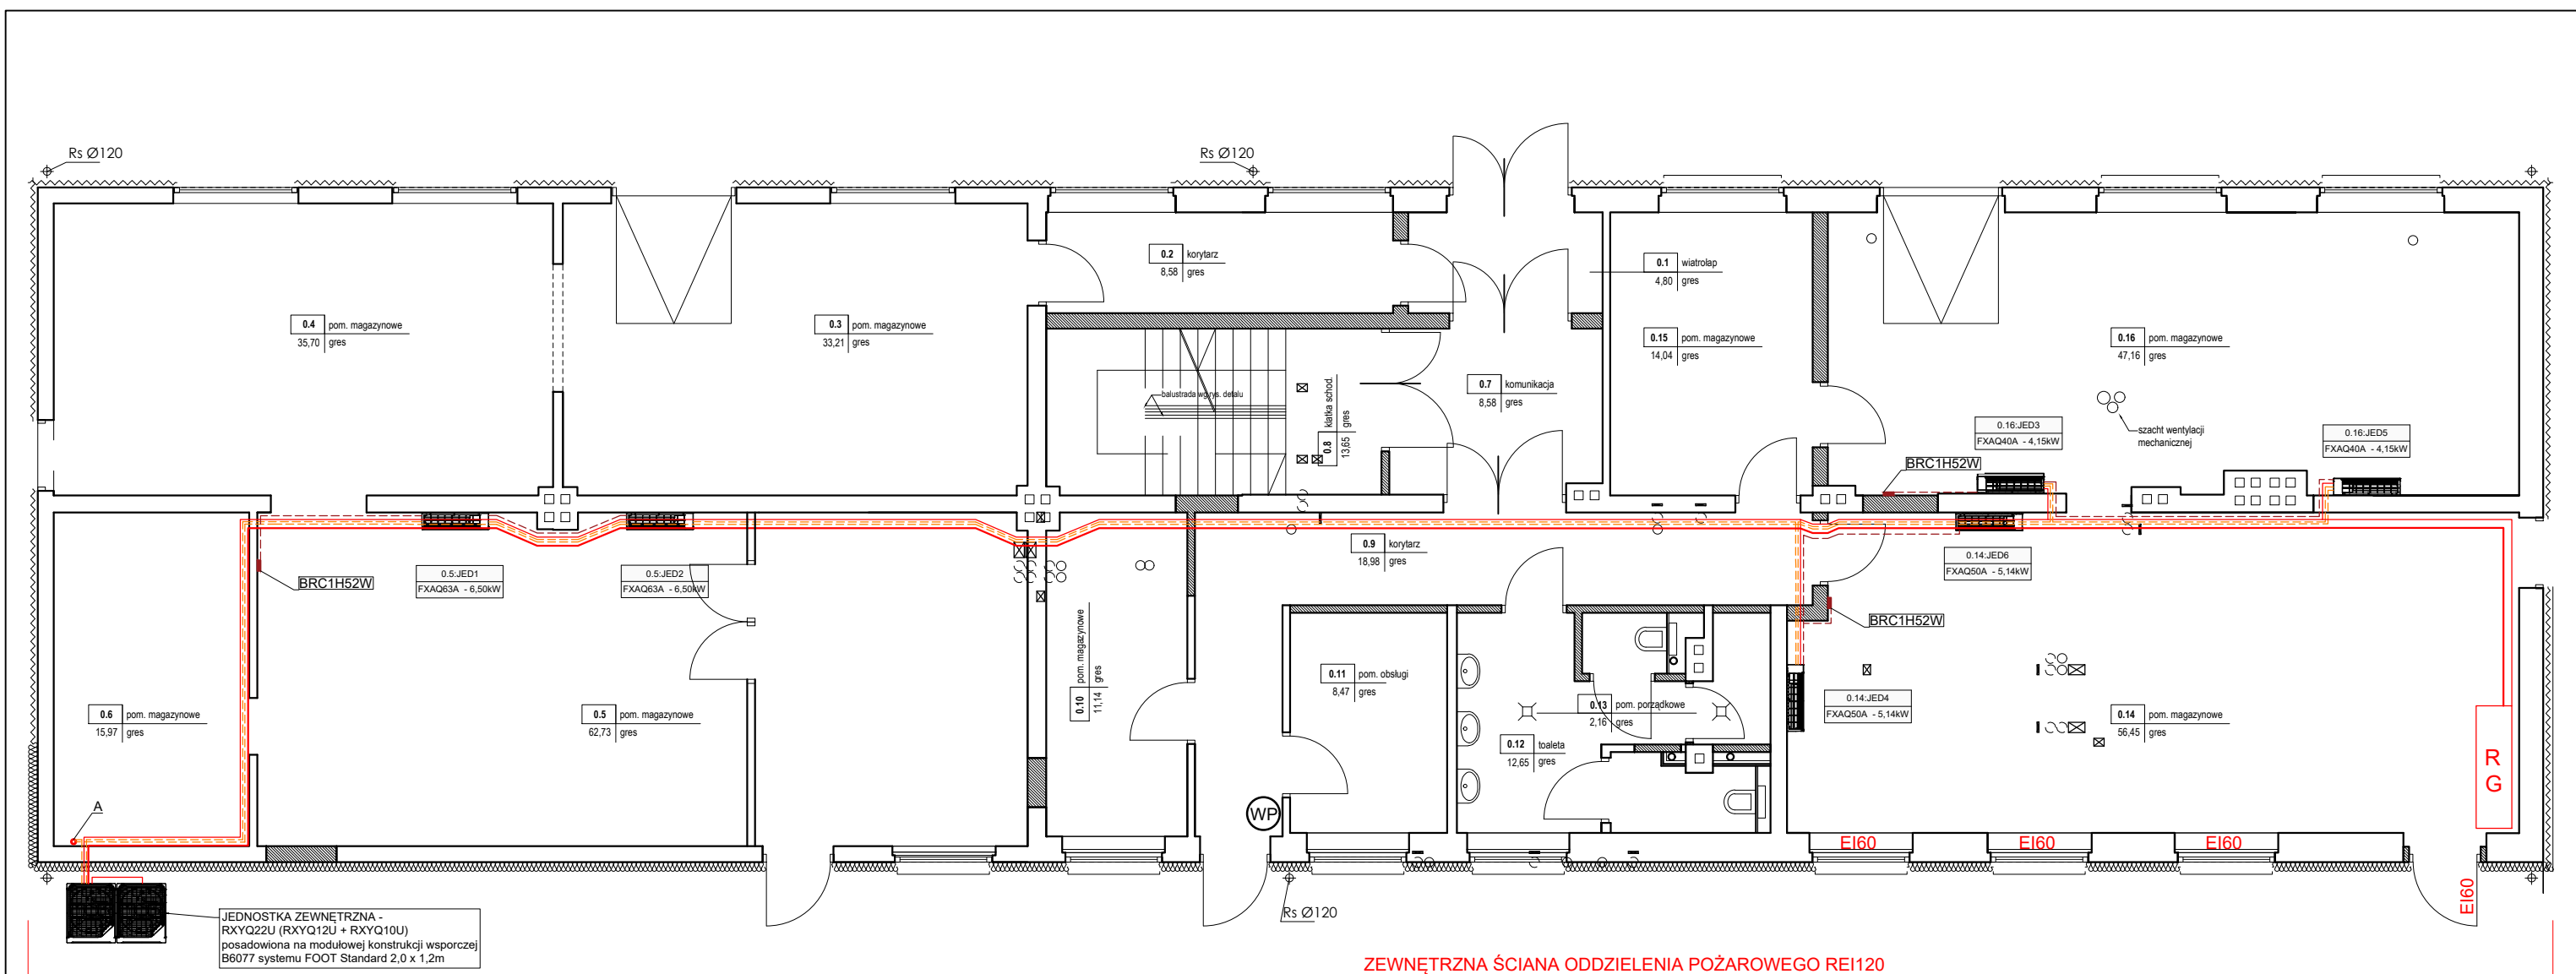 Rs Ø120
Rs Ø120
0.2 korytarz
8,58 gres
0.1 wiatrołap
4,80 gres
0.4 pom. magazynowe
35,70 gres
0.3 pom. magazynowe
33,21 gres
0.15 pom. magazynowe
14,04 gres
0.16 pom. magazynowe
47,16 gres
balustrada wg rys. detalu
0.8 klatka schod.
13,65 gres
0.7 komunikacja
8,58 gres
szacht wentylacji
mechanicznej
0.16:JED3
FXAQ40A - 4,15kW
0.16:JED5
FXAQ40A - 4,15kW
BRC1H52W
0.9 korytarz
18,98 gres
0.14:JED6
FXAQ50A - 5,14kW
BRC1H52W
0.5:JED1
FXAQ63A - 6,50kW
0.5:JED2
FXAQ63A - 6,50kW
BRC1H52W
0.10 pom. magazynowe
11,14 gres
0.11 pom. obsługi
8,47 gres
0.13 pom. porządkowe
2,16 gres
0.14:JED4
FXAQ50A - 5,14kW
0.6 pom. magazynowe
15,97 gres
0.5 pom. magazynowe
62,73 gres
0.12 toaleta
12,65 gres
0.14 pom. magazynowe
56,45 gres
R
G
A
WP
EI60
EI60
EI60
EI60
Rs Ø120
JEDNOSTKA ZEWNĘTRZNA -
RXYQ22U (RXYQ12U + RXYQ10U)
posadowiona na modułowej konstrukcji wsporczej
B6077 systemu FOOT Standard 2,0 x 1,2m
ZEWNĘTRZNA ŚCIANA ODDZIELENIA POŻAROWEGO REI120